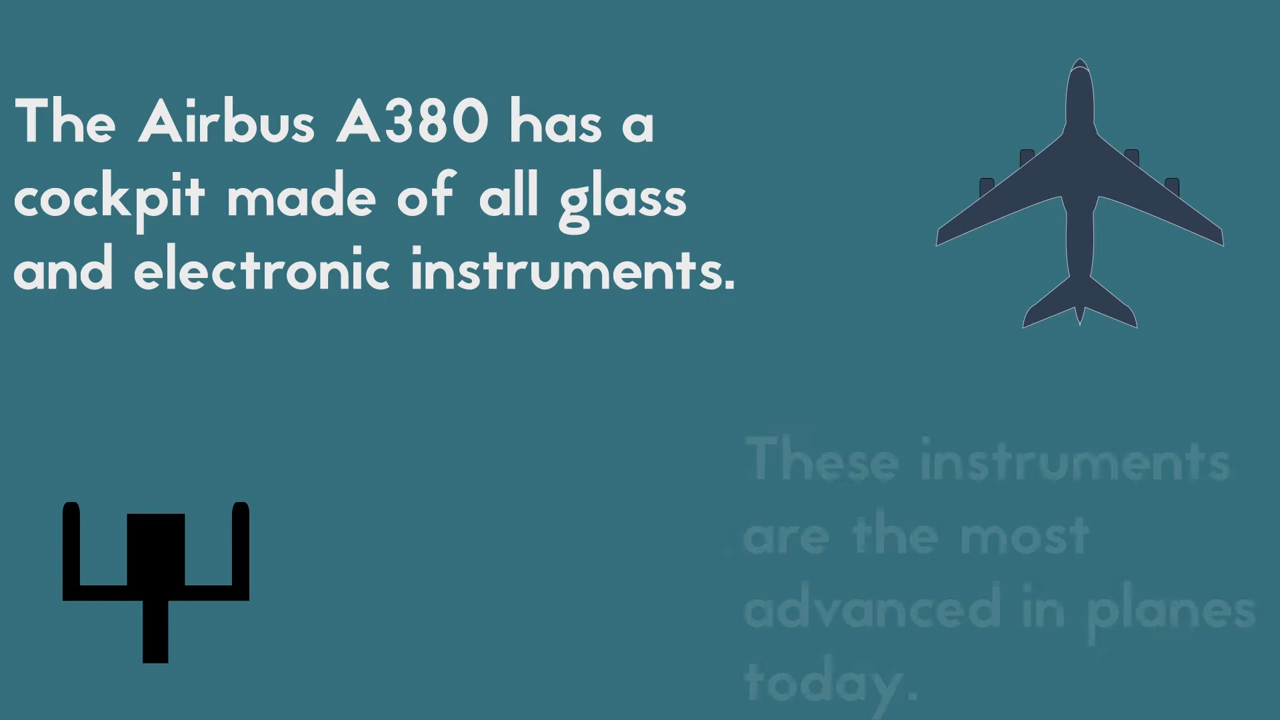 The Airbus A380 has a
cockpit made of all glass
and electronic instruments.
These instruments
are the most
advanced in planes
today.